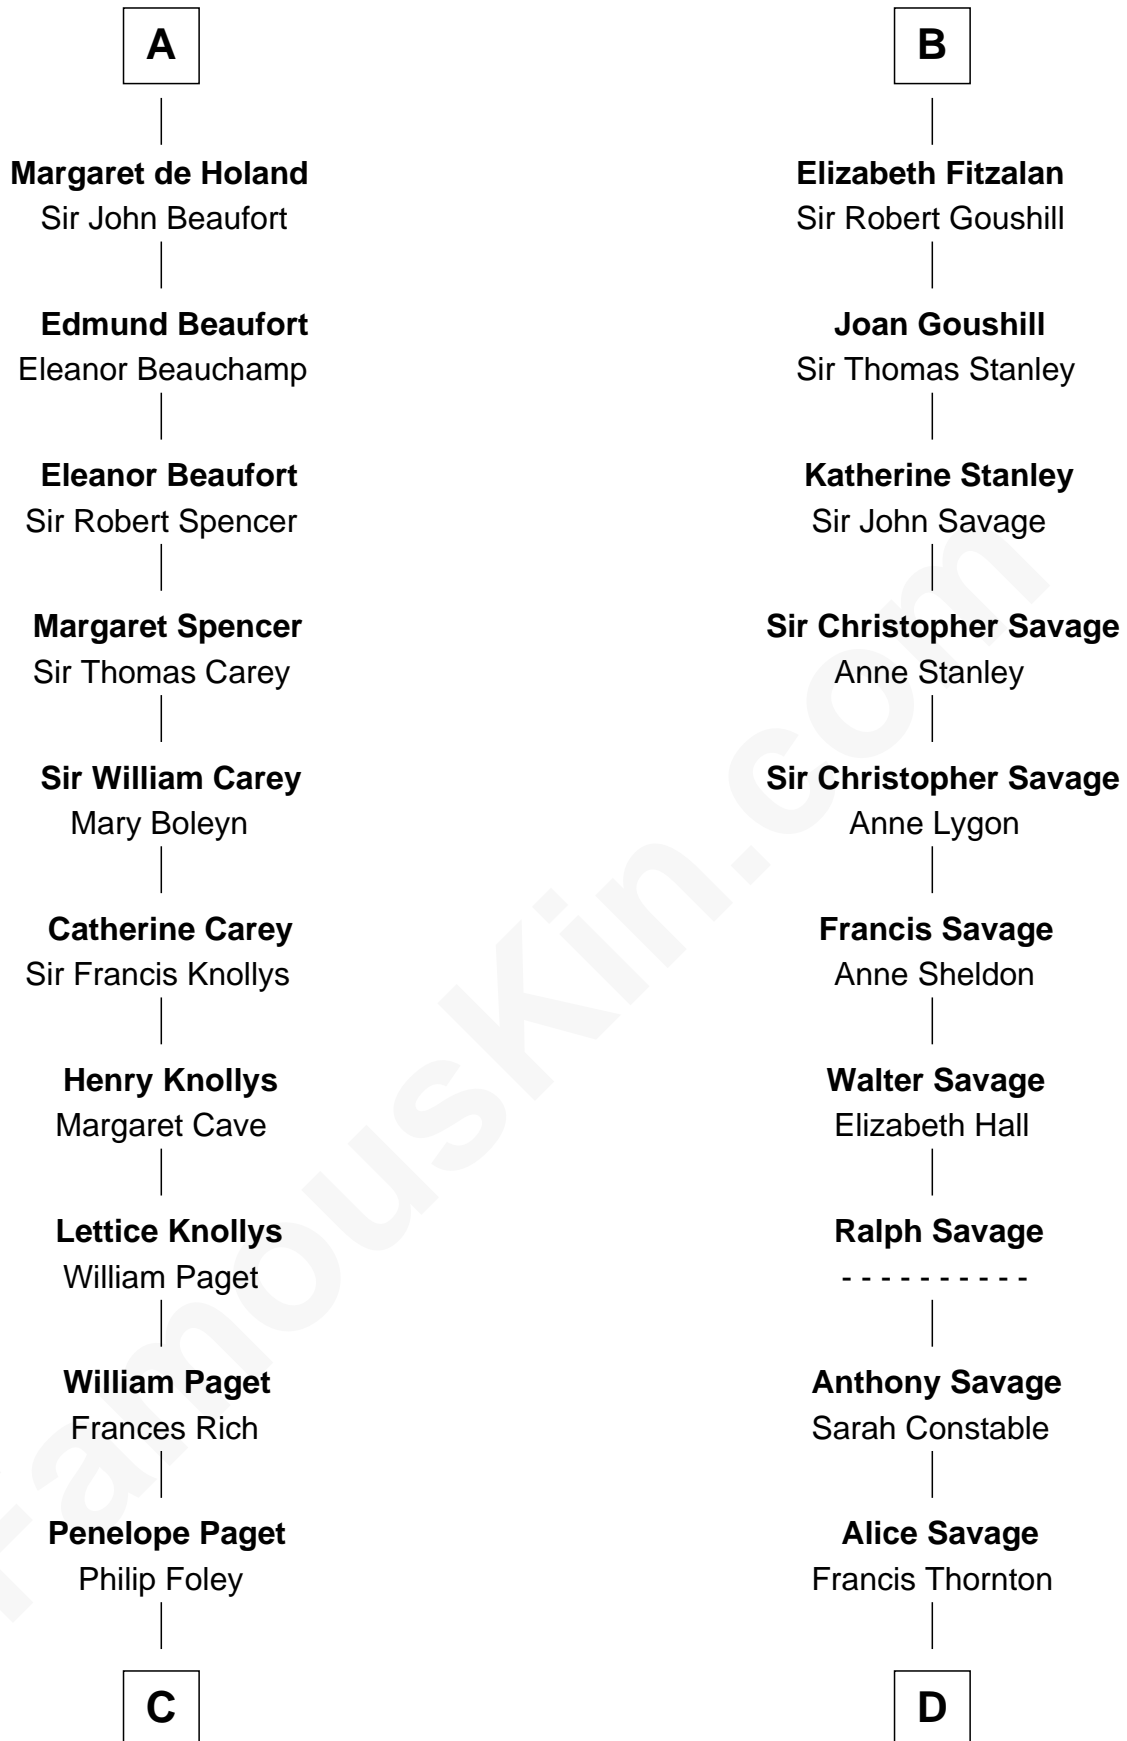 A
Margaret de Holand
Sir John Beaufort
Edmund Beaufort
Eleanor Beauchamp
Eleanor Beaufort
Sir Robert Spencer
Margaret Spencer
Sir Thomas Carey
Sir William Carey
Mary Boleyn
Catherine Carey
Sir Francis Knollys
Henry Knollys
Margaret Cave
Lettice Knollys
William Paget
William Paget
Frances Rich
Penelope Paget
Philip Foley
C
B
Elizabeth Fitzalan
Sir Robert Goushill
Joan Goushill
Sir Thomas Stanley
Katherine Stanley
Sir John Savage
Sir Christopher Savage
Anne Stanley
Sir Christopher Savage
Anne Lygon
Francis Savage
Anne Sheldon
Walter Savage
Elizabeth Hall
Ralph Savage
- - - - - - - - - -
Anthony Savage
Sarah Constable
Alice Savage
Francis Thornton
D
FamousKin.com